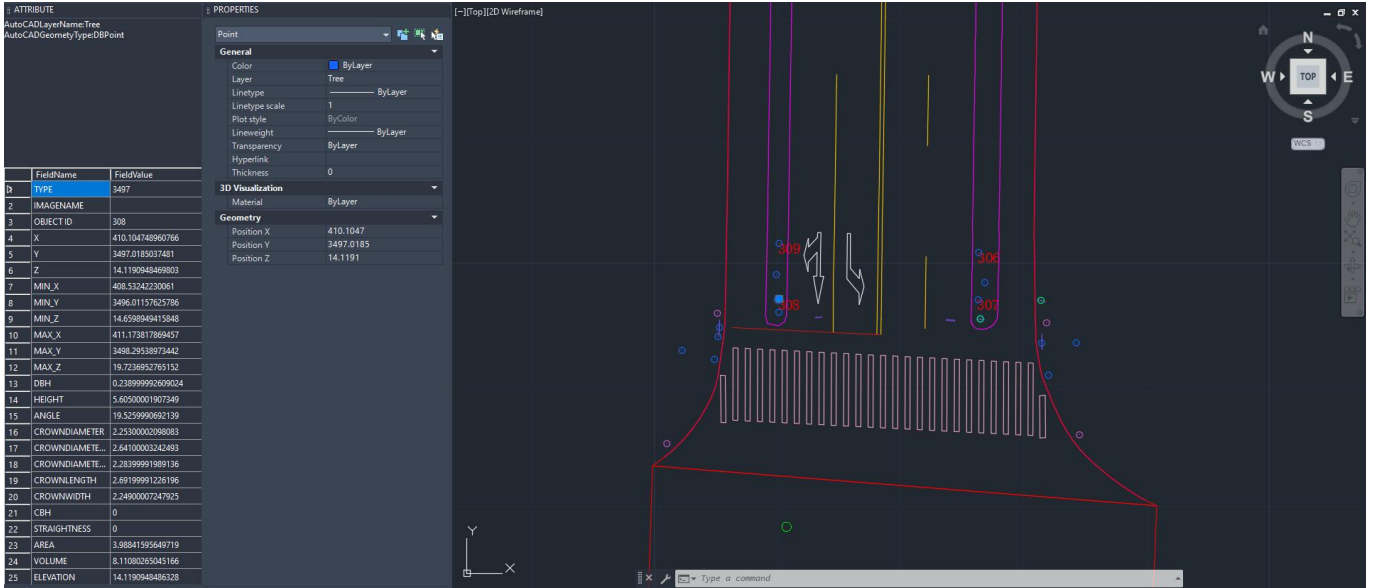 ATTRIBUTE
AutoCADLayerName:Tree
AutoCADGeometyType:DBPoint
FieldName FieldValue
TYPE 3497
2 IMAGENAME
3 OBJECT ID 308
4 X 410.104748960766
5 Y 3497.0185037481
6 Z 14.1190948469803
7 MIN_X 408.53242230061
8 MIN_Y 3496.01157625786
9 MIN_Z 14.6598949415848
10 MAX_X 411.173817869457
11 MAX_Y 3498.29538973442
12 MAX_Z 19.7236952765152
13 DBH 0.238999992609024
14 HEIGHT 5.60500001907349
15 ANGLE 19.5259990692139
16 CROWNDIAMETER 2.25300002098083
17 CROWNDIAMETE... 2.64100003242493
18 CROWNDIAMETE... 2.28399991989136
19 CROWNLENGTH 2.69199991226196
20 CROWNWIDTH 2.24900007247925
21 CBH 0
22 STRAIGHTNESS 0
23 AREA 3.98841595649719
24 VOLUME 8.11080265045166
25 ELEVATION 14.1190948486328
PROPERTIES
Point
General
Color ByLayer
Layer Tree
Linetype ByLayer
Linetype scale 1
Plot style ByColor
Lineweight ByLayer
Transparency ByLayer
Hyperlink
Thickness 0
3D Visualization
Material ByLayer
Geometry
Position X 410.1047
Position Y 3497.0185
Position Z 14.1191
[−][Top][2D Wireframe]
N
W TOP E
S
WCS
309
306
308
307
Y
X
Type a command